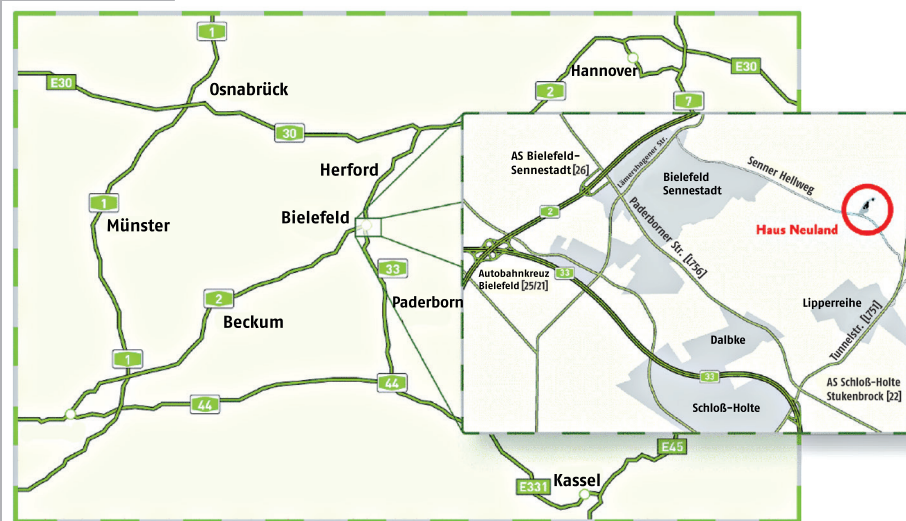 1
Osnabrück
E30
Hannover
E30
2
7
30
Herford
Bielefeld
1
Münster
33
2
Beckum
Paderborn
1
44
44
E45
E331
Kassel
AS Bielefeld-
Sennestadt [26]
Lämershagener Str.
Bielefeld
Sennestadt
Senner Hellweg
2
Haus Neuland
Paderborner Str. [L756]
Autobahnkreuz
Bielefeld [25/21]
33
Lipperreihe
Tunnelstr. [L751]
Dalbke
33
AS Schloß-Holte
Stukenbrock [22]
Schloß-Holte